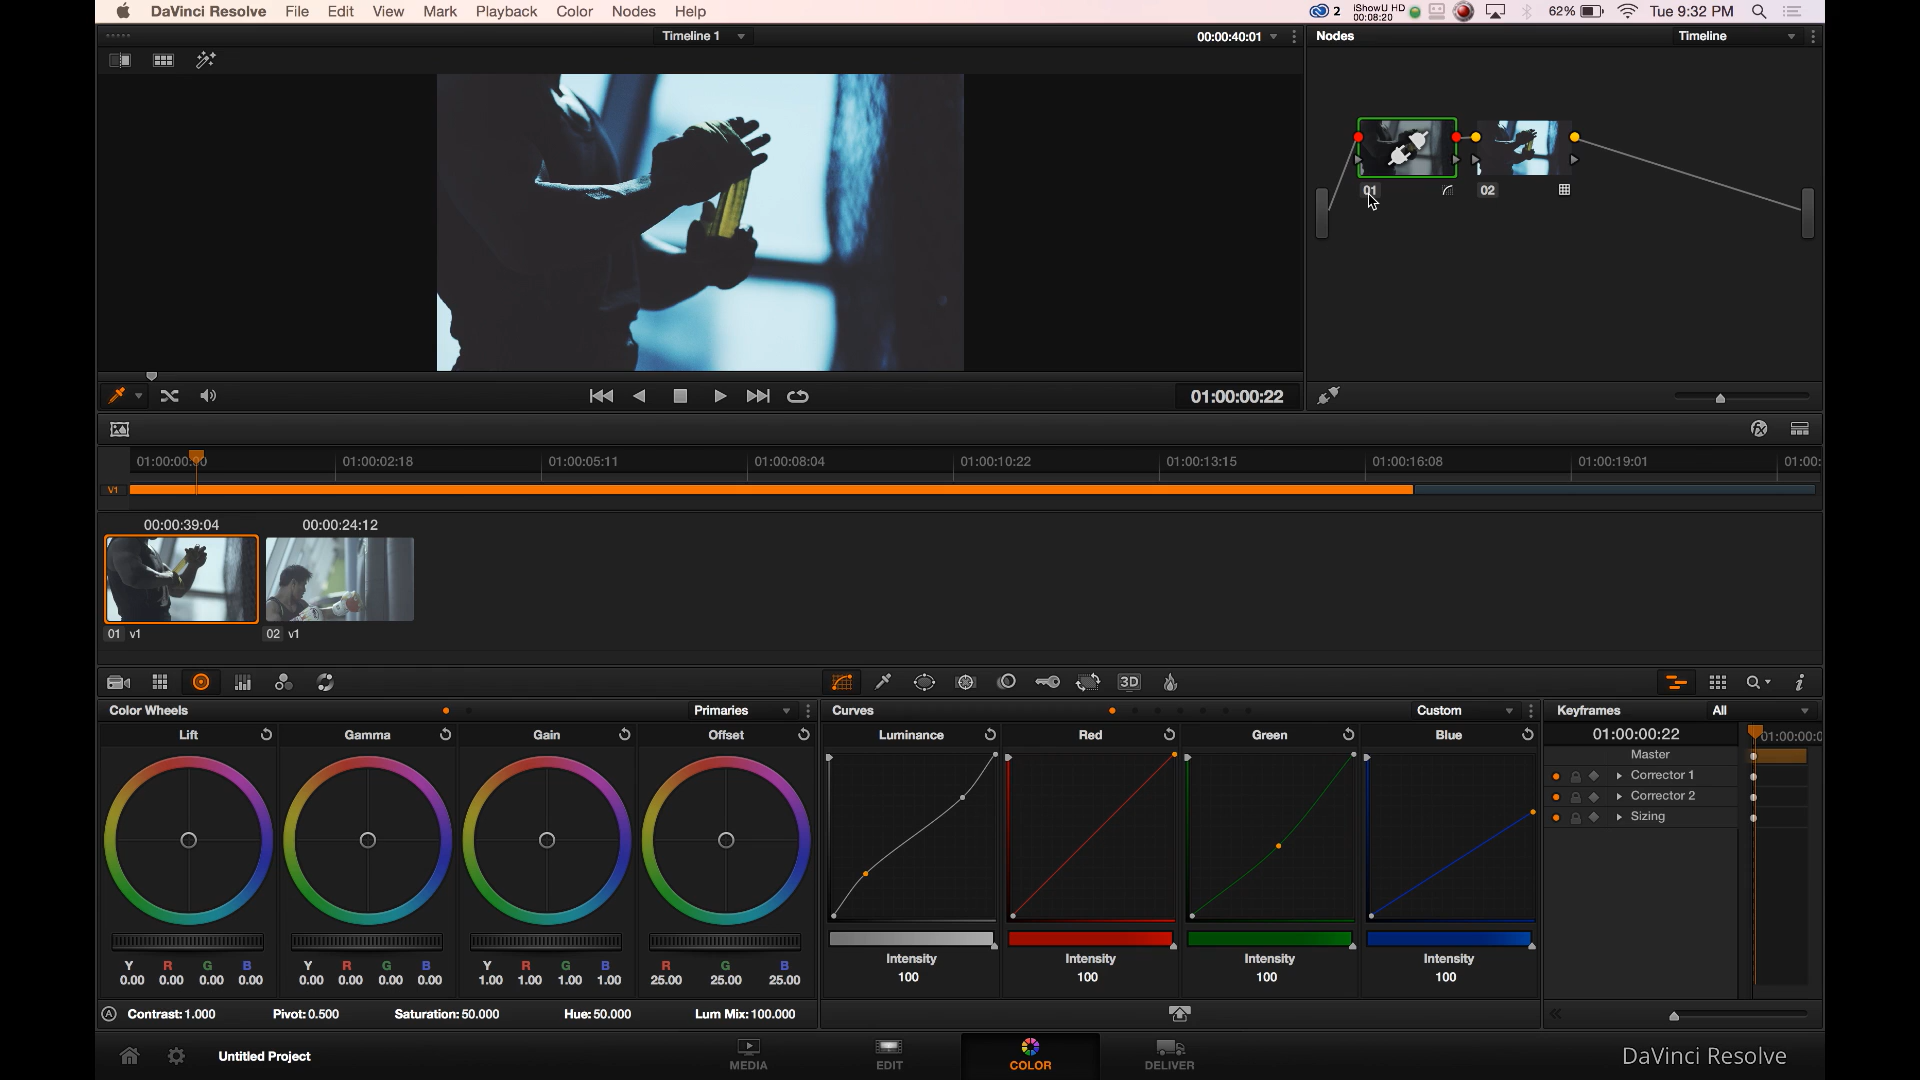 DaVinci Resolve File Edit View Mark Playback Color Nodes Help 2 iShowU HD 00:08:20 62% Tue 9:32 PM
Timeline 1 00:00:40:01 Nodes Timeline
01 02
01:00:00:22
01:00:00:00 01:00:02:18 01:00:05:11 01:00:08:04 01:00:10:22 01:00:13:15 01:00:16:08 01:00:19:01 01:00:
V1
00:00:39:04 00:00:24:12
01 v1 02 v1
3D
Color Wheels Primaries Curves Custom Keyframes All
Lift Gamma Gain Offset Luminance Red Green Blue 01:00:00:22 01:00:00:0
Master
Corrector 1
Corrector 2
Sizing
Y R G B Y R G B Y R G B R G B
0.00 0.00 0.00 0.00 0.00 0.00 0.00 0.00 1.00 1.00 1.00 1.00 25.00 25.00 25.00
Intensity Intensity Intensity Intensity
100 100 100 100
A Contrast: 1.000 Pivot: 0.500 Saturation: 50.000 Hue: 50.000 Lum Mix: 100.000
Untitled Project MEDIA EDIT COLOR DELIVER DaVinci Resolve